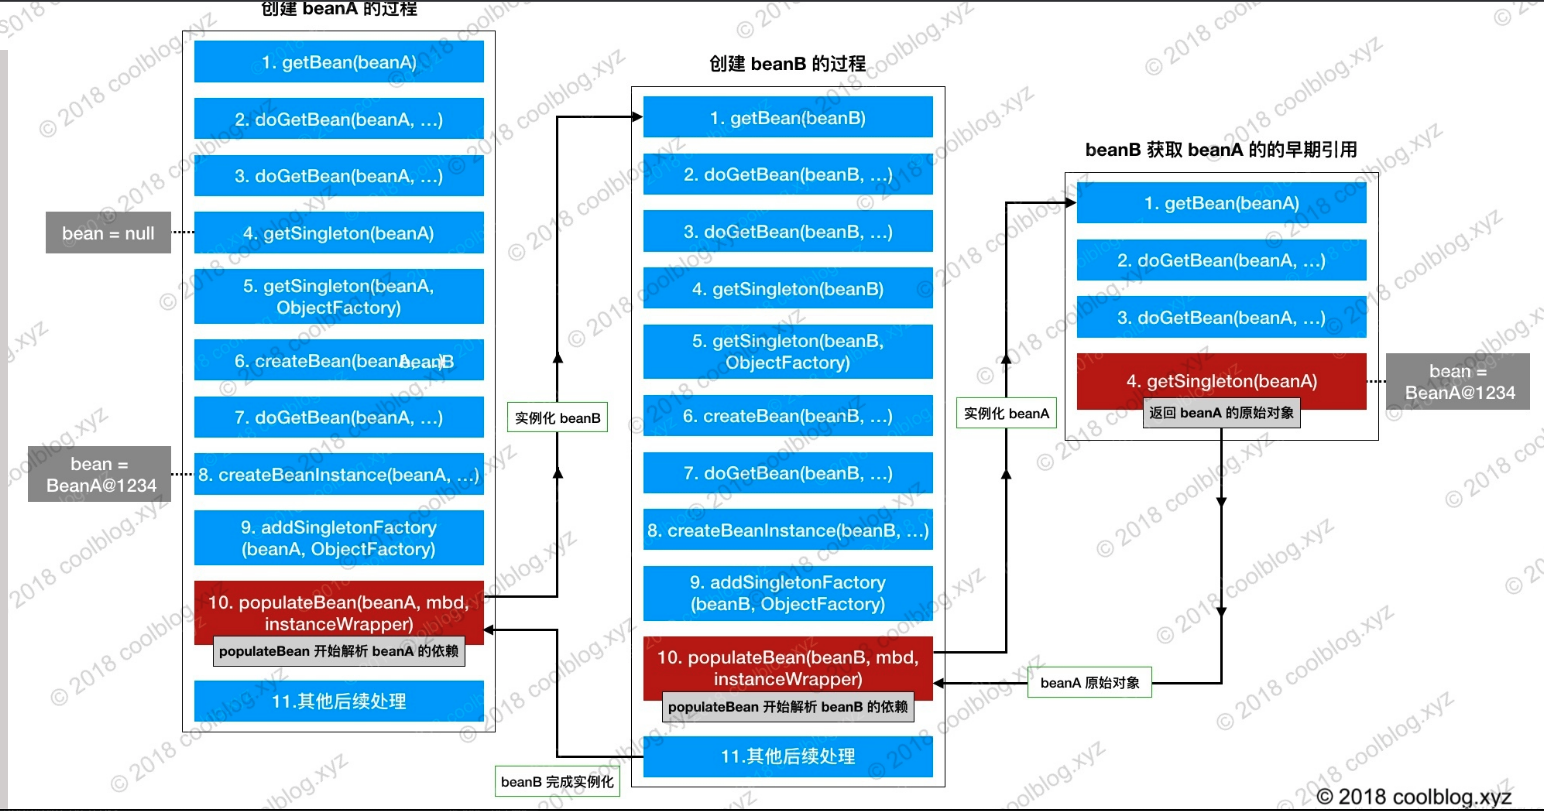 创建 beanA 的过程
1. getBean(beanA)
2. doGetBean(beanA, …)
3. doGetBean(beanA, …)
bean = null
4. getSingleton(beanA)
5. getSingleton(beanA,
ObjectFactory)
6. createBean(beanA, …)
beanB
7. doGetBean(beanA, …)
bean =
BeanA@1234
8. createBeanInstance(beanA, …)
9. addSingletonFactory
(beanA, ObjectFactory)
10. populateBean(beanA, mbd,
instanceWrapper)
populateBean 开始解析 beanA 的依赖
11.其他后续处理
实例化 beanB
beanB 完成实例化
创建 beanB 的过程
1. getBean(beanB)
2. doGetBean(beanB, …)
3. doGetBean(beanB, …)
4. getSingleton(beanB)
5. getSingleton(beanB,
ObjectFactory)
6. createBean(beanB, …)
7. doGetBean(beanB, …)
8. createBeanInstance(beanB, …)
9. addSingletonFactory
(beanB, ObjectFactory)
10. populateBean(beanB, mbd,
instanceWrapper)
populateBean 开始解析 beanB 的依赖
11.其他后续处理
实例化 beanA
beanA 原始对象
beanB 获取 beanA 的的早期引用
1. getBean(beanA)
2. doGetBean(beanA, …)
3. doGetBean(beanA, …)
4. getSingleton(beanA)
返回 beanA 的原始对象
bean =
BeanA@1234
© 2018 coolblog.xyz